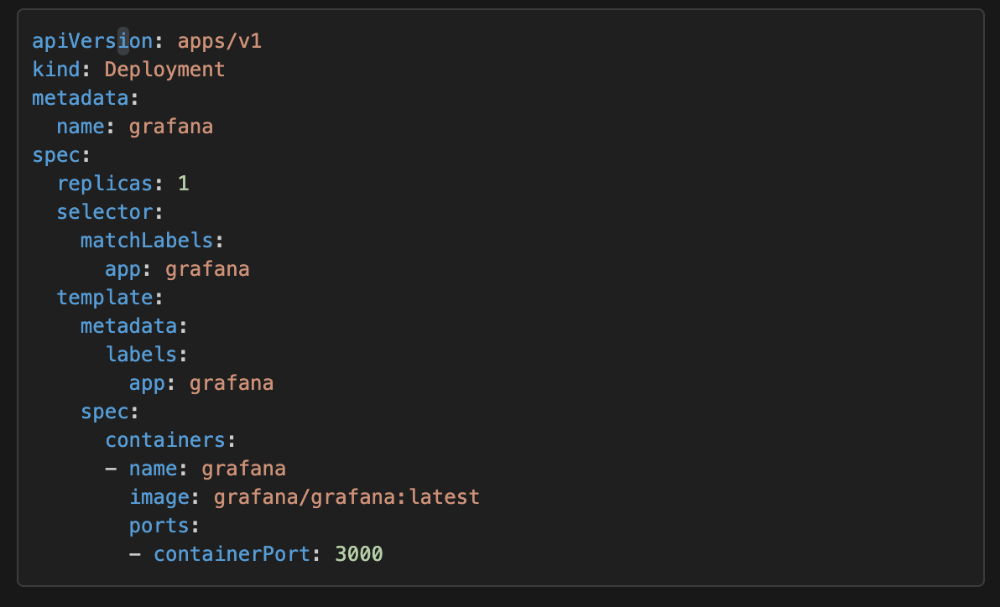 apiVersion: apps/v1
kind: Deployment
metadata:
  name: grafana
spec:
  replicas: 1
  selector:
    matchLabels:
      app: grafana
  template:
    metadata:
      labels:
        app: grafana
    spec:
      containers:
      - name: grafana
        image: grafana/grafana:latest
        ports:
        - containerPort: 3000